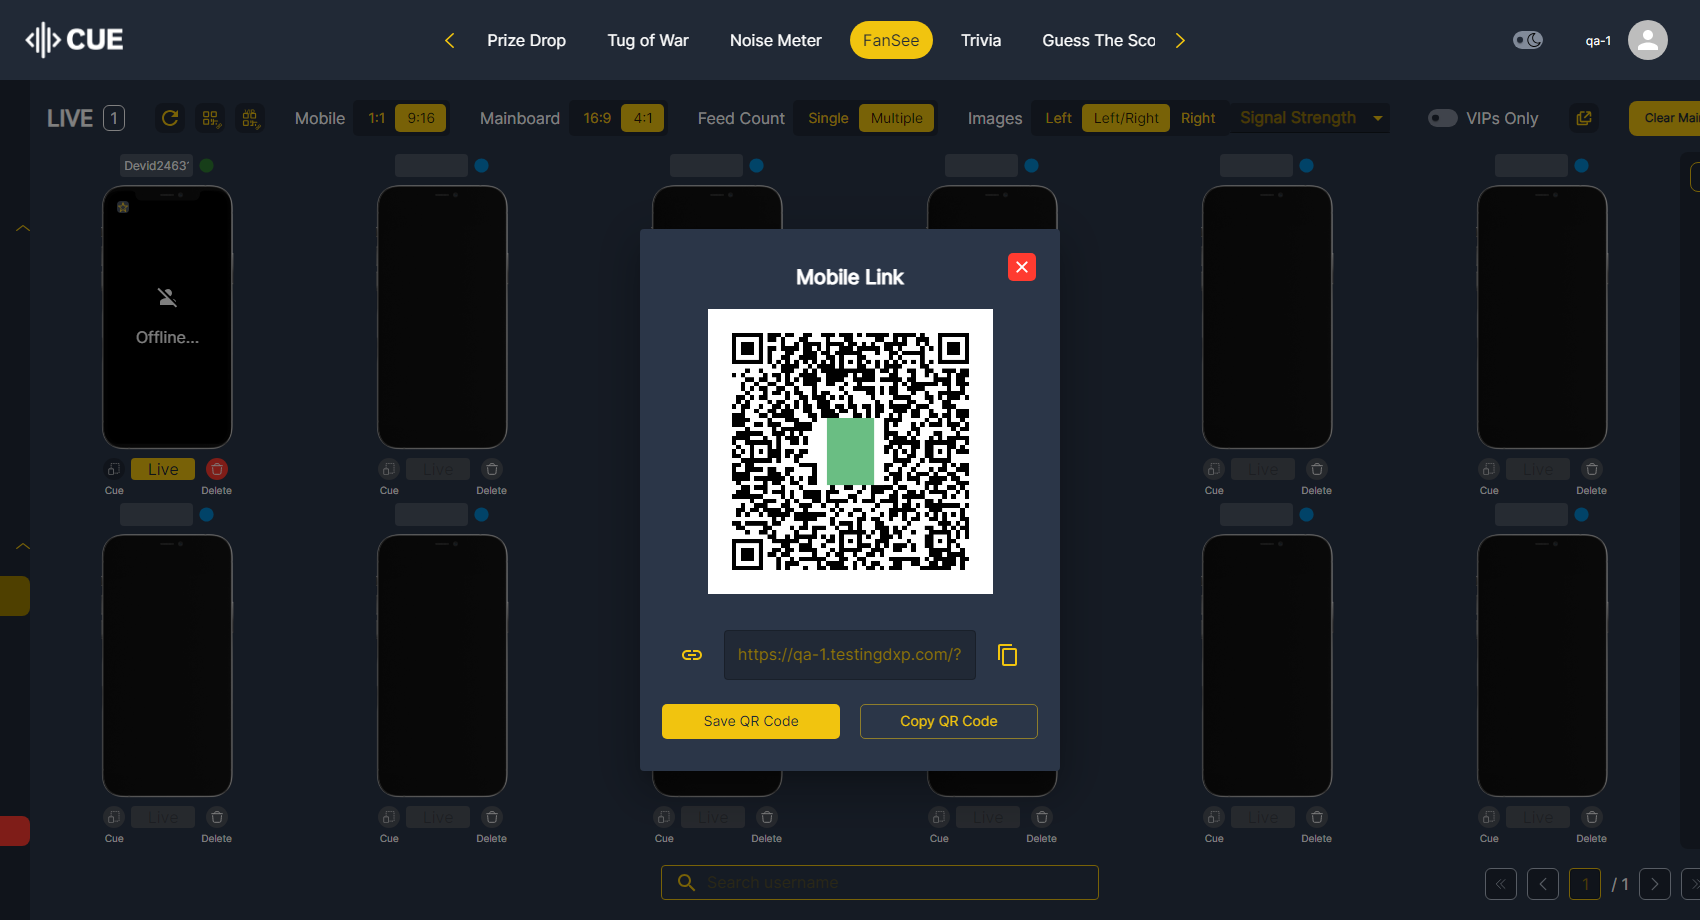 CUE
Prize Drop
Tug of War
Noise Meter
FanSee
Trivia
Guess The Sco
qa-1
LIVE 1
Mobile 1:1 9:16
Mainboard 16:9 4:1
Feed Count Single Multiple
Images Left Left/Right Right
Signal Strength
VIPs Only
Clear Mai
Devid2463'
Offline...
Live
Cue Delete
Live
Cue Delete
Live
Cue Delete
Live
Cue Delete
Mobile Link
https://qa-1.testingdxp.com/?
Save QR Code
Copy QR Code
Live
Cue Delete
Live
Cue Delete
Live
Cue Delete
Live
Cue Delete
Live
Cue Delete
Live
Cue Delete
Search username
1 / 1